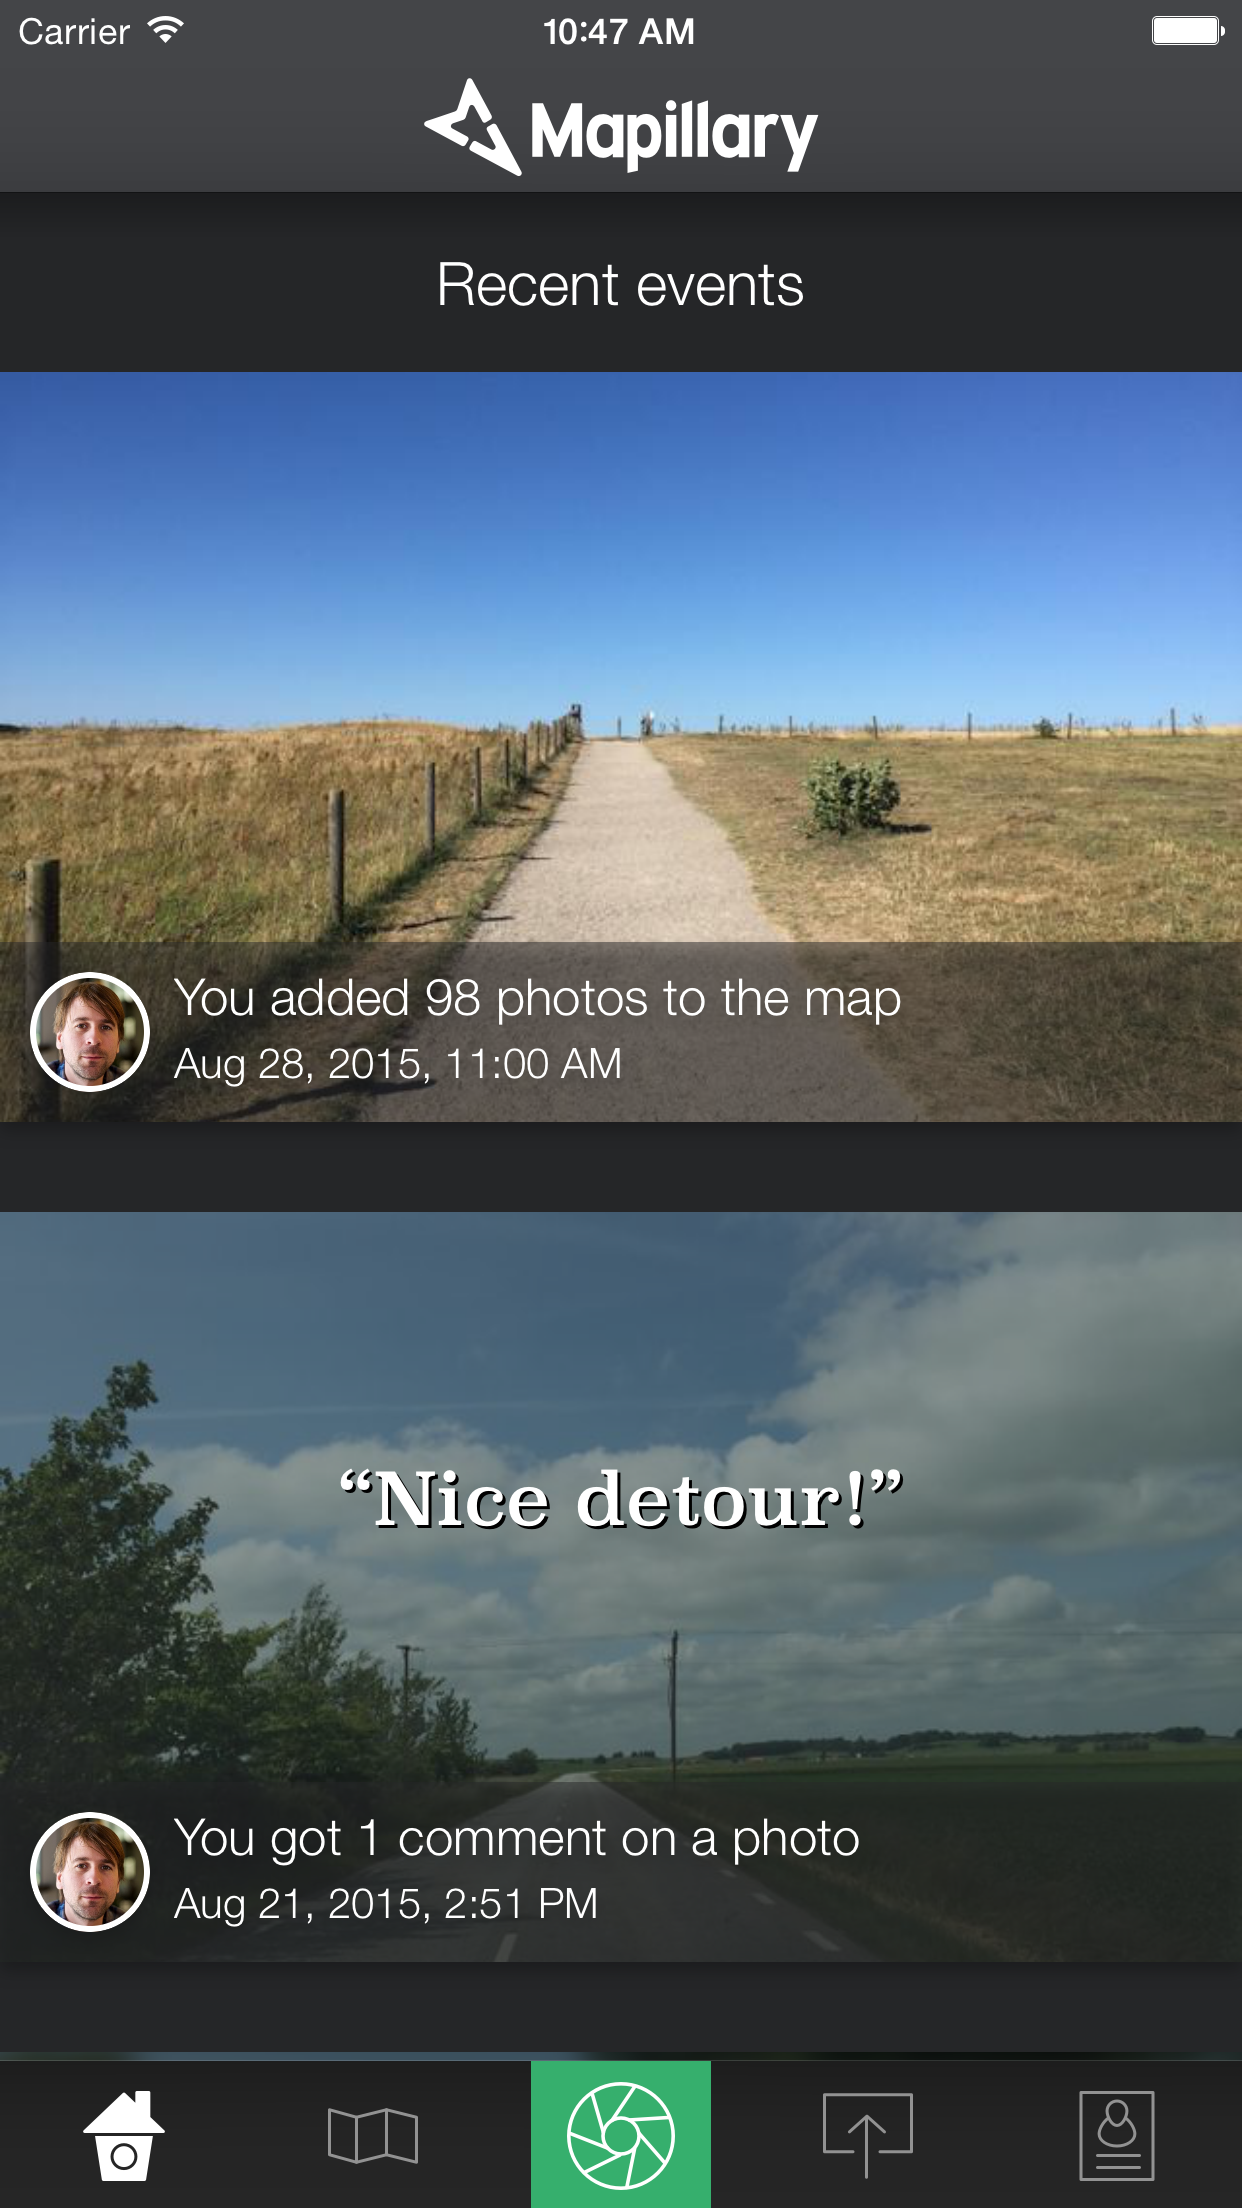 Carrier 10:47 AM
Mapillary
Recent events
You added 98 photos to the map
Aug 28, 2015, 11:00 AM
“Nice detour!”
You got 1 comment on a photo
Aug 21, 2015, 2:51 PM